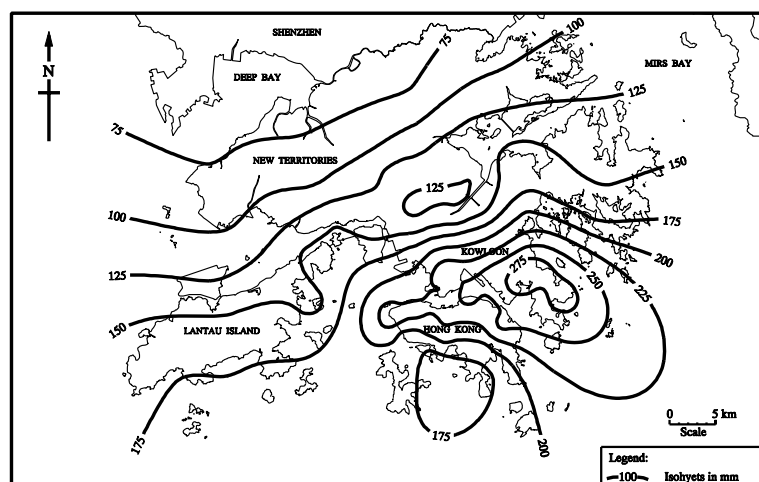 SHENZHEN
75
100
N
DEEP BAY
MIRS BAY
125
75
NEW TERRITORIES
150
125
100
175
KOWLOON
200
125
275
250
225
150
LANTAU ISLAND
HONG KONG
175
175
200
0 5 km
Scale
Legend:
100 Isohyets in mm